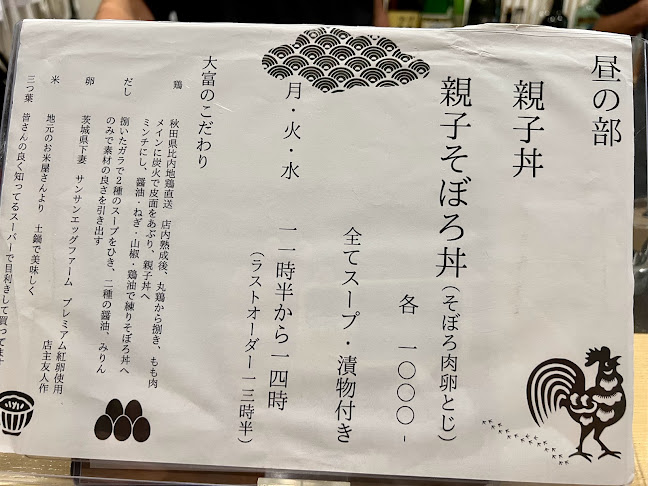 昼の部
親子丼
親子そぼろ丼(そぼろ肉卵とじ)
各 一〇〇〇-
全てスープ・漬物付き
月・火・水 一一時半から一四時
(ラストオーダー一三時半)
大富のこだわり
鶏 秋田県比内地鶏直送 店内熟成後、丸鶏から捌き、もも肉
メインに炭火で皮面をあぶり、親子丼へ
ミンチにし、醤油・ねぎ・山椒・鶏油で練りそぼろ丼へ
だし 捌いたガラで2種のスープをひき、二種の醤油、みりん
のみで素材の良さを引き出す
卵 茨城県下妻 サンサンエッグファーム プレミアム紅卵使用
店主友人作
米 地元のお米屋さんより 土鍋で美味しく
三つ葉 皆さんの良く知ってるスーパーで目利きして買ってます